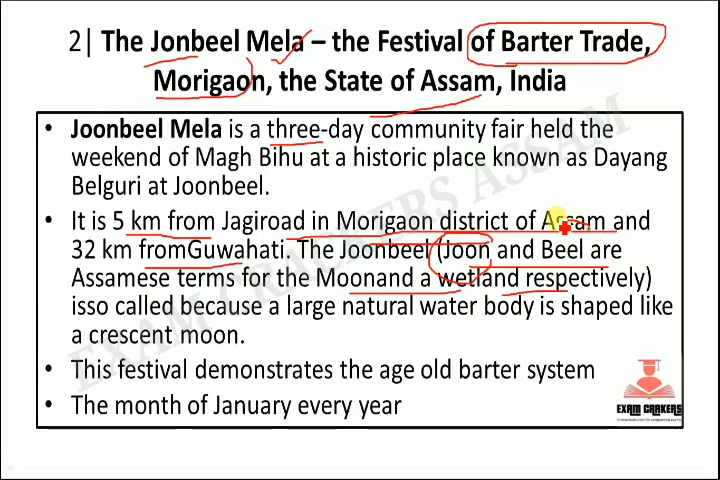 2| The Jonbeel Mela – the Festival of Barter Trade,
Morigaon, the State of Assam, India
• Joonbeel Mela is a three-day community fair held the
weekend of Magh Bihu at a historic place known as Dayang
Belguri at Joonbeel.
• It is 5 km from Jagiroad in Morigaon district of Assam and
32 km fromGuwahati. The Joonbeel (Joon and Beel are
Assamese terms for the Moonand a wetland respectively)
isso called because a large natural water body is shaped like
a crescent moon.
• This festival demonstrates the age old barter system
• The month of January every year
EXAM CRACKERS ASSAM
EXAM CRAKERS